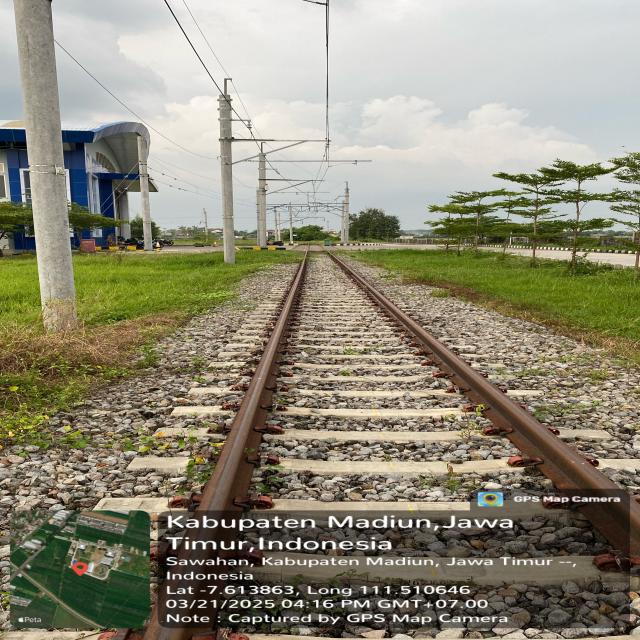 GPS Map Camera
Kabupaten Madiun,Jawa
Timur,Indonesia
Sawahan, Kabupaten Madiun, Jawa Timur --,
Indonesia
Lat -7.613863, Long 111.510646
03/21/2025 04:16 PM GMT+07.00
Note : Captured by GPS Map Camera
Peta